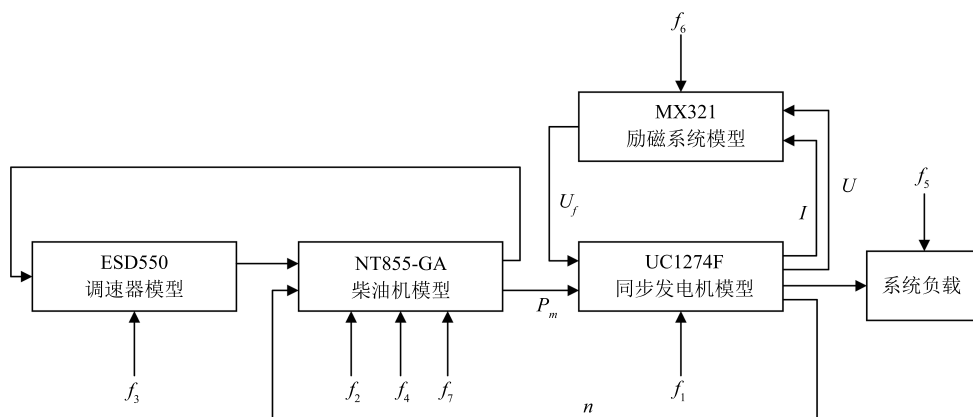 f₆
MX321
励磁系统模型
U_f
I
U
f₅
ESD550
调速器模型
NT855-GA
柴油机模型
P_m
UC1274F
同步发电机模型
系统负载
f₃
f₂
f₄
f₇
f₁
n